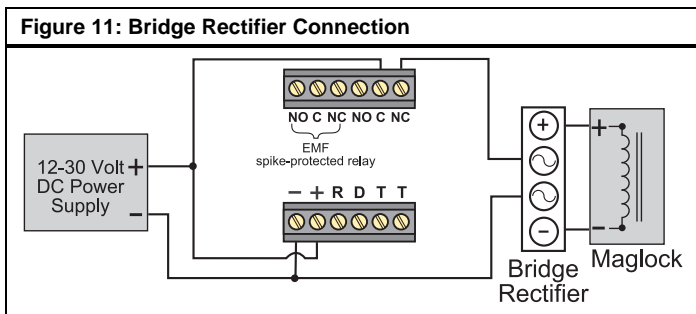 Figure 11: Bridge Rectifier Connection
NO C NC NO C NC
EMF
spike-protected relay
12-30 Volt +
DC Power
Supply −
− + R D T T
+
−
+
−
Bridge
Rectifier
Maglock